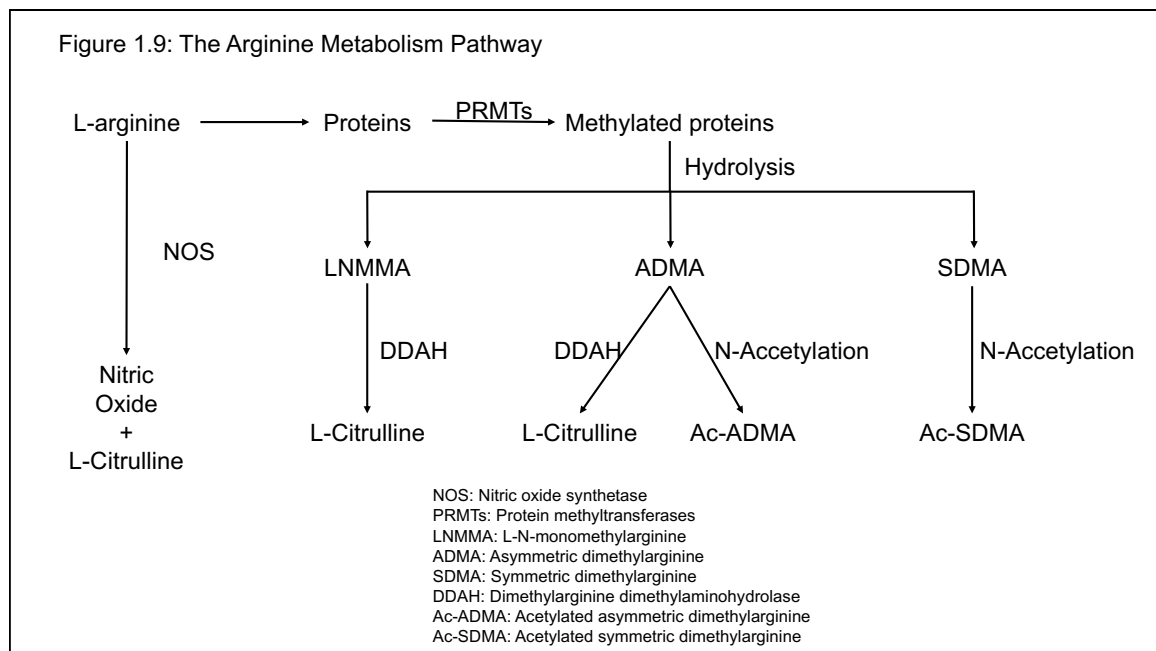 Figure 1.9: The Arginine Metabolism Pathway
PRMTs
L-arginine Proteins Methylated proteins
Hydrolysis
NOS
LNMMA ADMA SDMA
DDAH DDAH N-Accetylation N-Accetylation
Nitric
Oxide
+
L-Citrulline
L-Citrulline L-Citrulline Ac-ADMA Ac-SDMA
NOS: Nitric oxide synthetase
PRMTs: Protein methyltransferases
LNMMA: L-N-monomethylarginine
ADMA: Asymmetric dimethylarginine
SDMA: Symmetric dimethylarginine
DDAH: Dimethylarginine dimethylaminohydrolase
Ac-ADMA: Acetylated asymmetric dimethylarginine
Ac-SDMA: Acetylated symmetric dimethylarginine